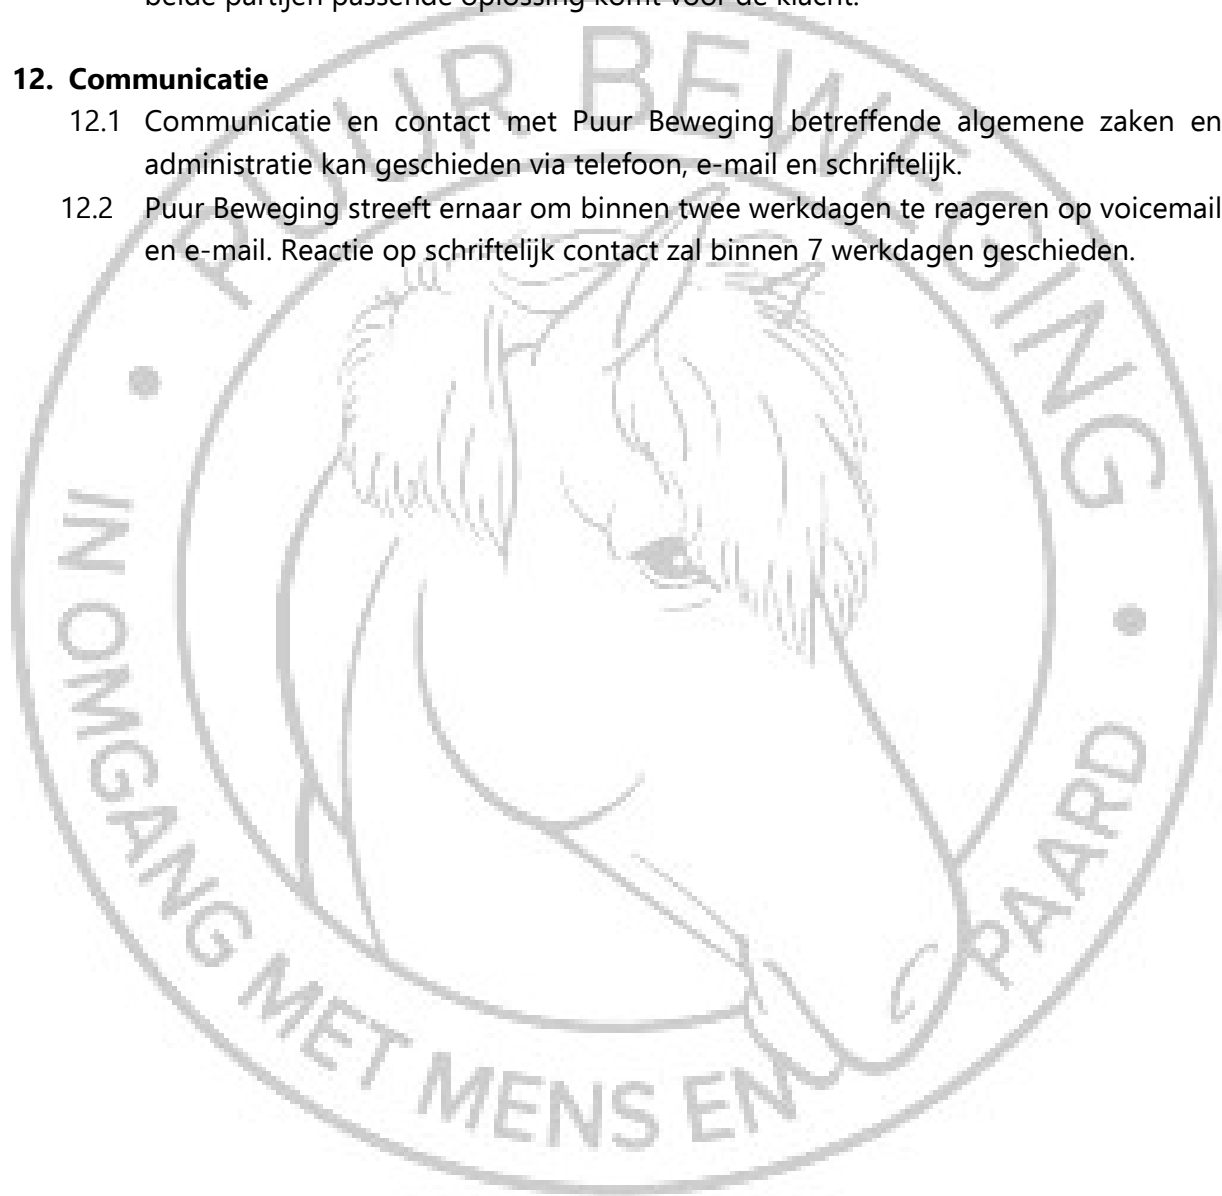 beide partijen passende oplossing komt voor de klacht.
12. Communicatie
12.1 Communicatie en contact met Puur Beweging betreffende algemene zaken en
administratie kan geschieden via telefoon, e-mail en schriftelijk.
12.2 Puur Beweging streeft ernaar om binnen twee werkdagen te reageren op voicemail
en e-mail. Reactie op schriftelijk contact zal binnen 7 werkdagen geschieden.
PUUR BEWEGING
IN OMGANG MET MENS EN PAARD